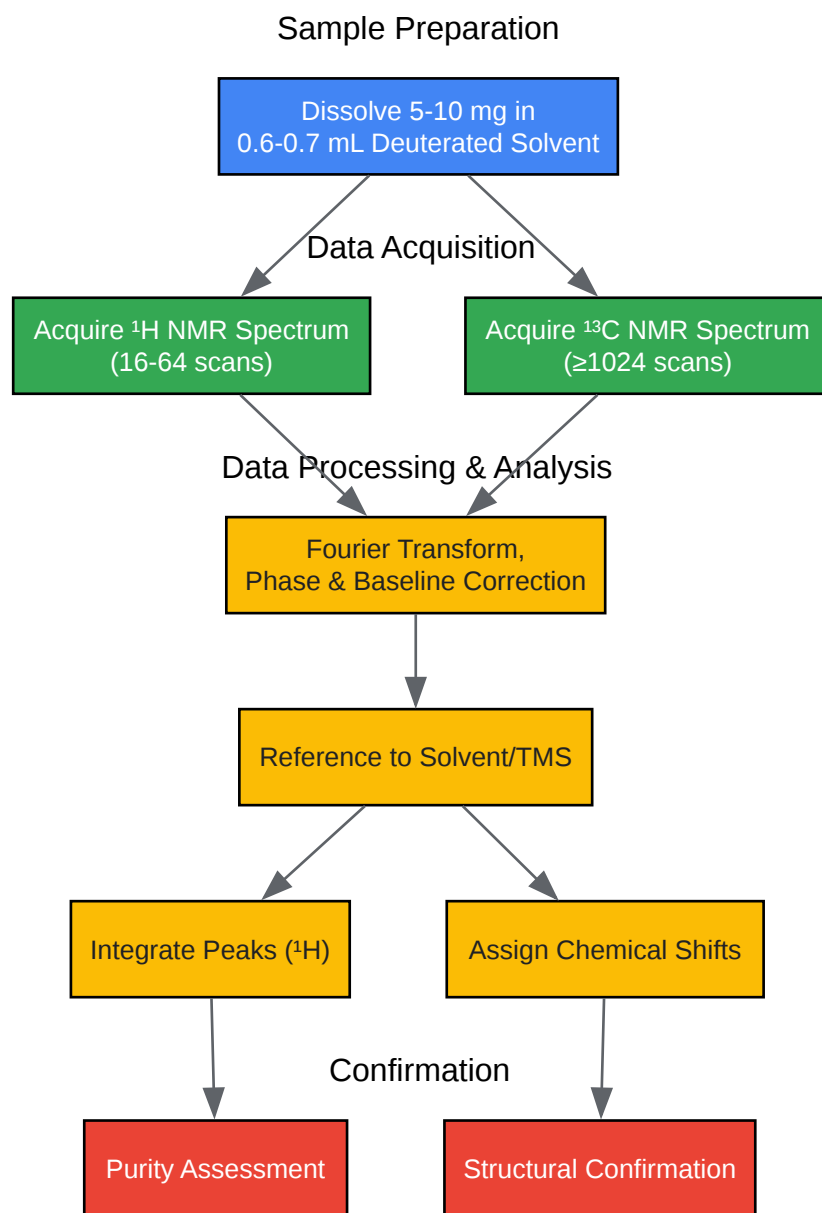 Sample Preparation
Dissolve 5-10 mg in
0.6-0.7 mL Deuterated Solvent
Data Acquisition
Acquire ¹H NMR Spectrum
(16-64 scans)
Acquire ¹³C NMR Spectrum
(≥1024 scans)
Data Processing & Analysis
Fourier Transform,
Phase & Baseline Correction
Reference to Solvent/TMS
Integrate Peaks (¹H)
Assign Chemical Shifts
Confirmation
Purity Assessment
Structural Confirmation